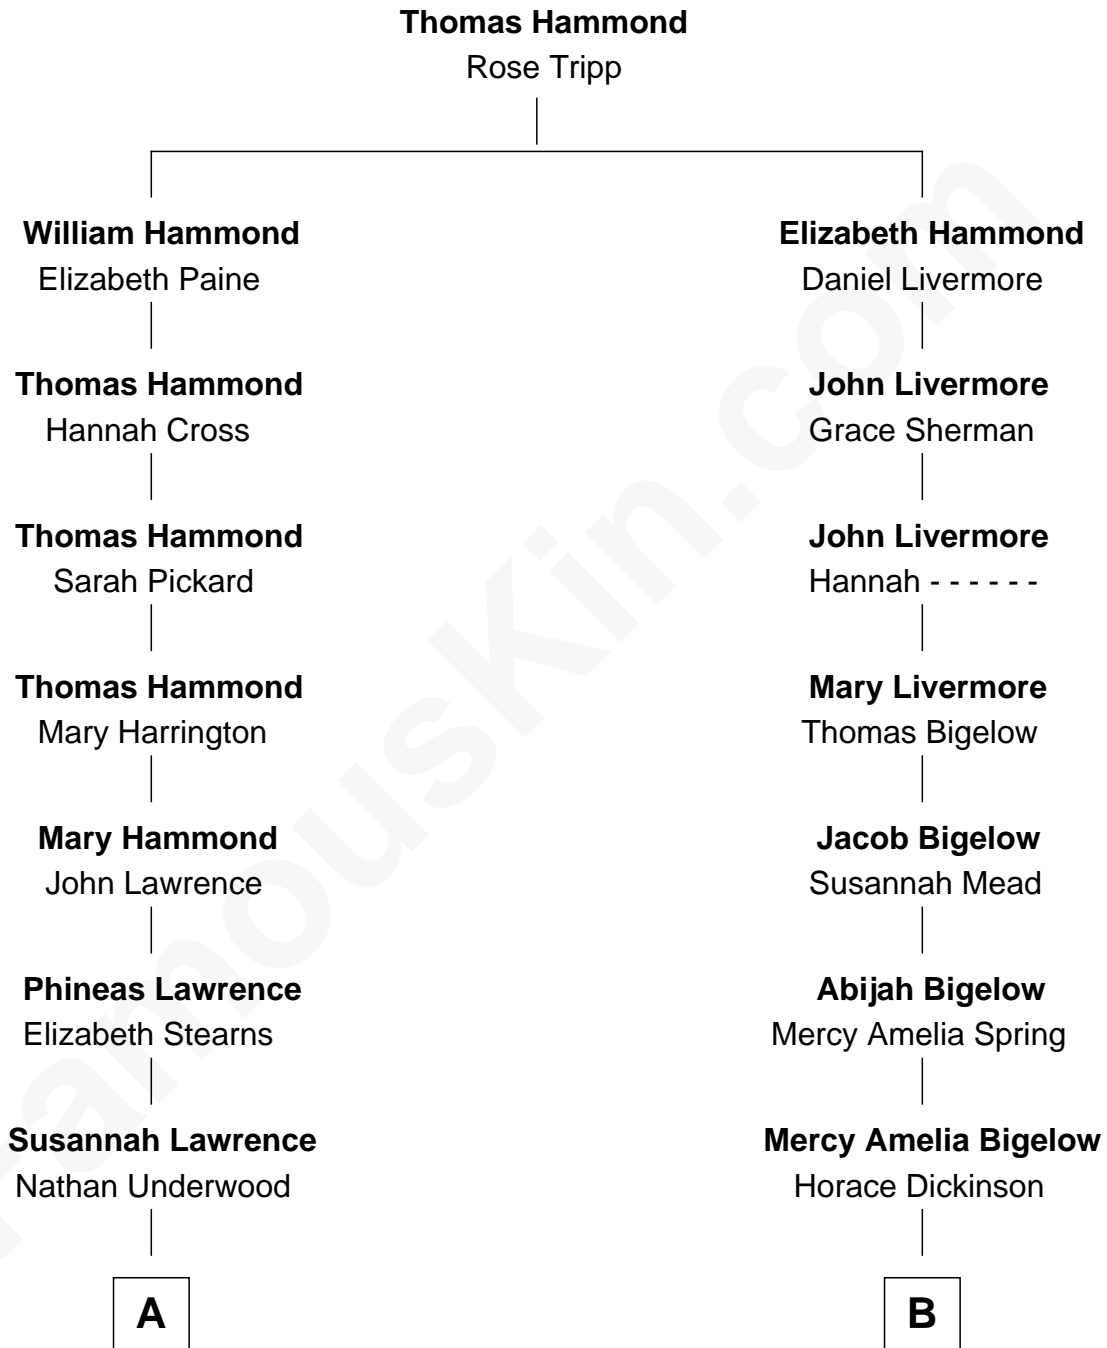 Thomas Hammond
Rose Tripp
William Hammond
Elizabeth Paine
Elizabeth Hammond
Daniel Livermore
Thomas Hammond
Hannah Cross
John Livermore
Grace Sherman
Thomas Hammond
Sarah Pickard
John Livermore
Hannah - - - - - -
Thomas Hammond
Mary Harrington
Mary Livermore
Thomas Bigelow
Mary Hammond
John Lawrence
Jacob Bigelow
Susannah Mead
Phineas Lawrence
Elizabeth Stearns
Abijah Bigelow
Mercy Amelia Spring
Susannah Lawrence
Nathan Underwood
Mercy Amelia Bigelow
Horace Dickinson
A
B
FamousKin.com